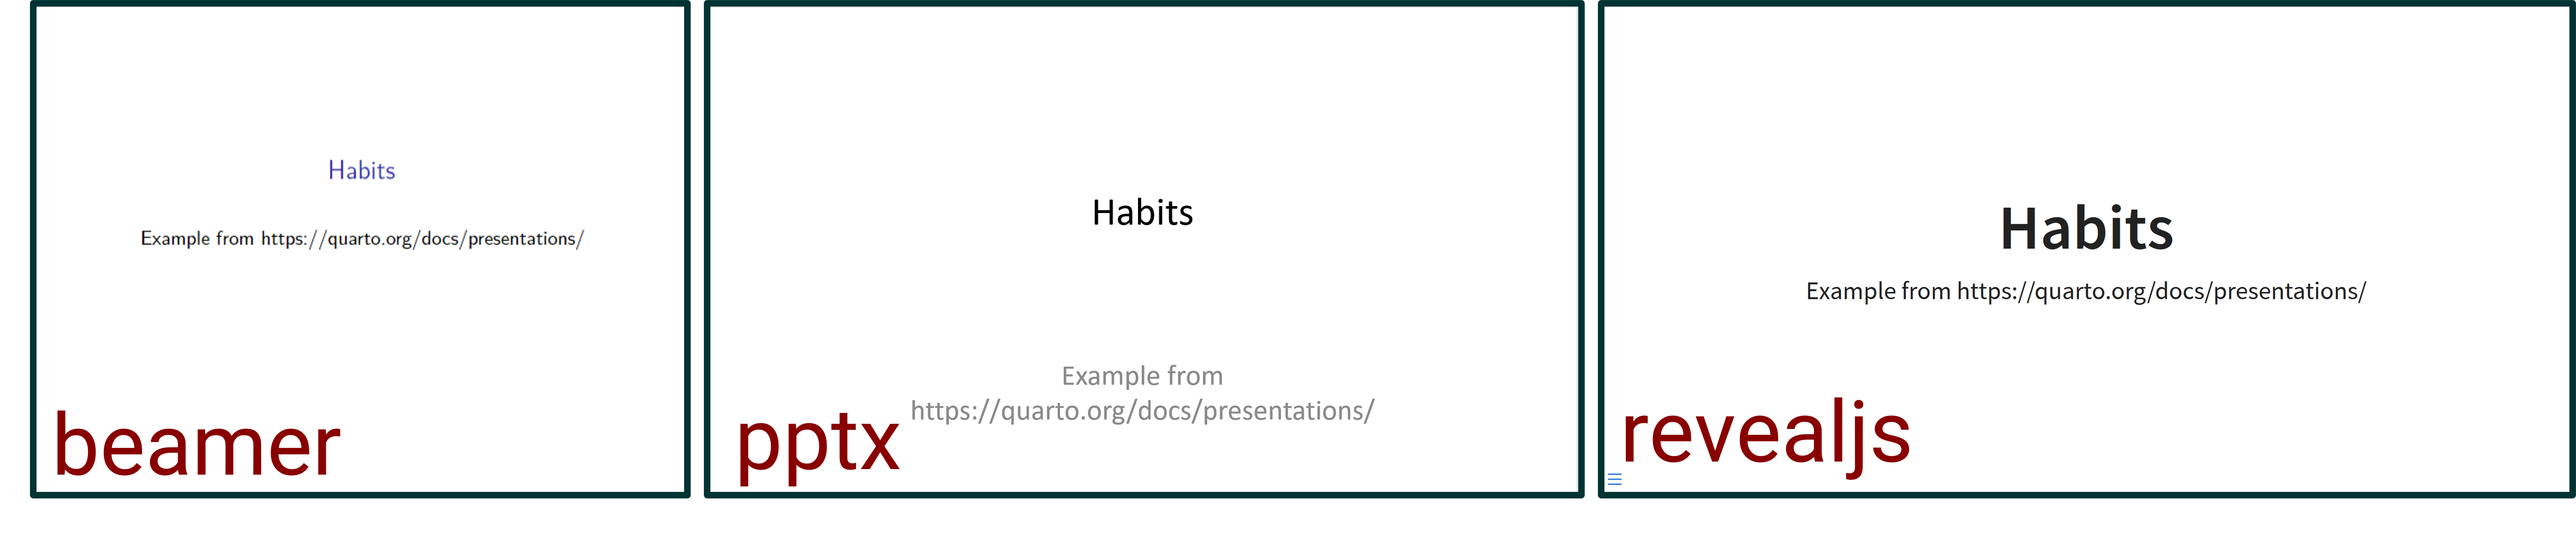 Habits
Example from https://quarto.org/docs/presentations/
beamer
Habits
Example from
https://quarto.org/docs/presentations/
pptx
Habits
Example from https://quarto.org/docs/presentations/
revealjs